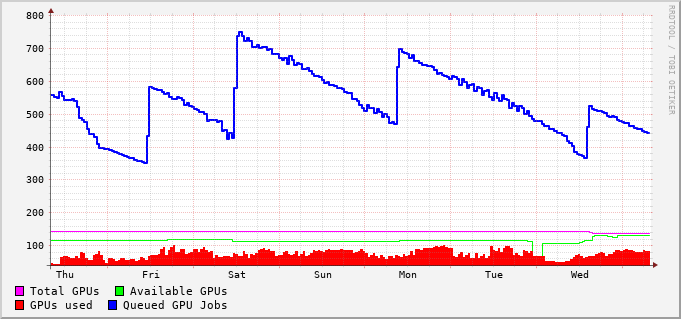 800
700
600
500
400
300
200
100
Thu Fri Sat Sun Mon Tue Wed
Total GPUs Available GPUs
GPUs used Queued GPU Jobs
RRDTOOL / TOBI OETIKER